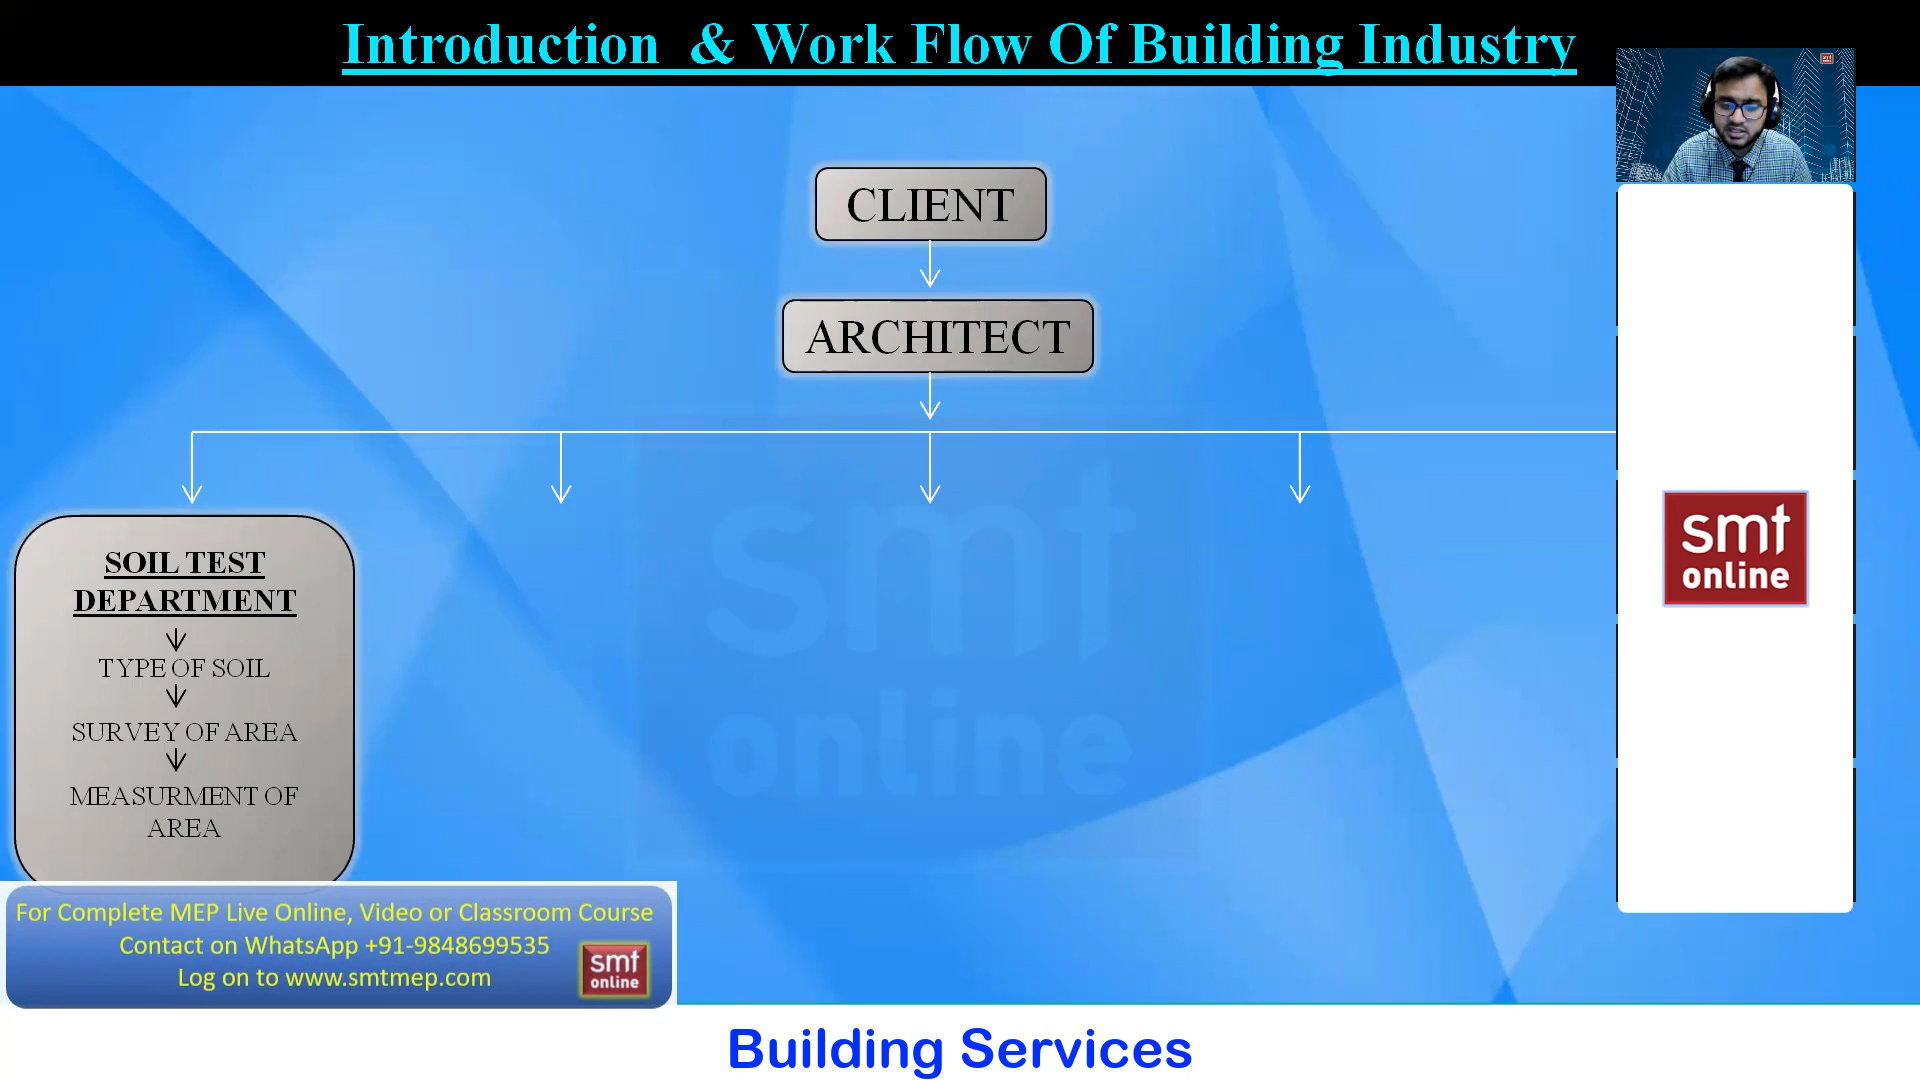 Introduction & Work Flow Of Building Industry
CLIENT
ARCHITECT
SOIL TEST
DEPARTMENT
TYPE OF SOIL
SURVEY OF AREA
MEASURMENT OF
AREA
smt
online
smt
online
For Complete MEP Live Online, Video or Classroom Course
Contact on WhatsApp +91-9848699535
Log on to www.smtmep.com
smt
online
Building Services